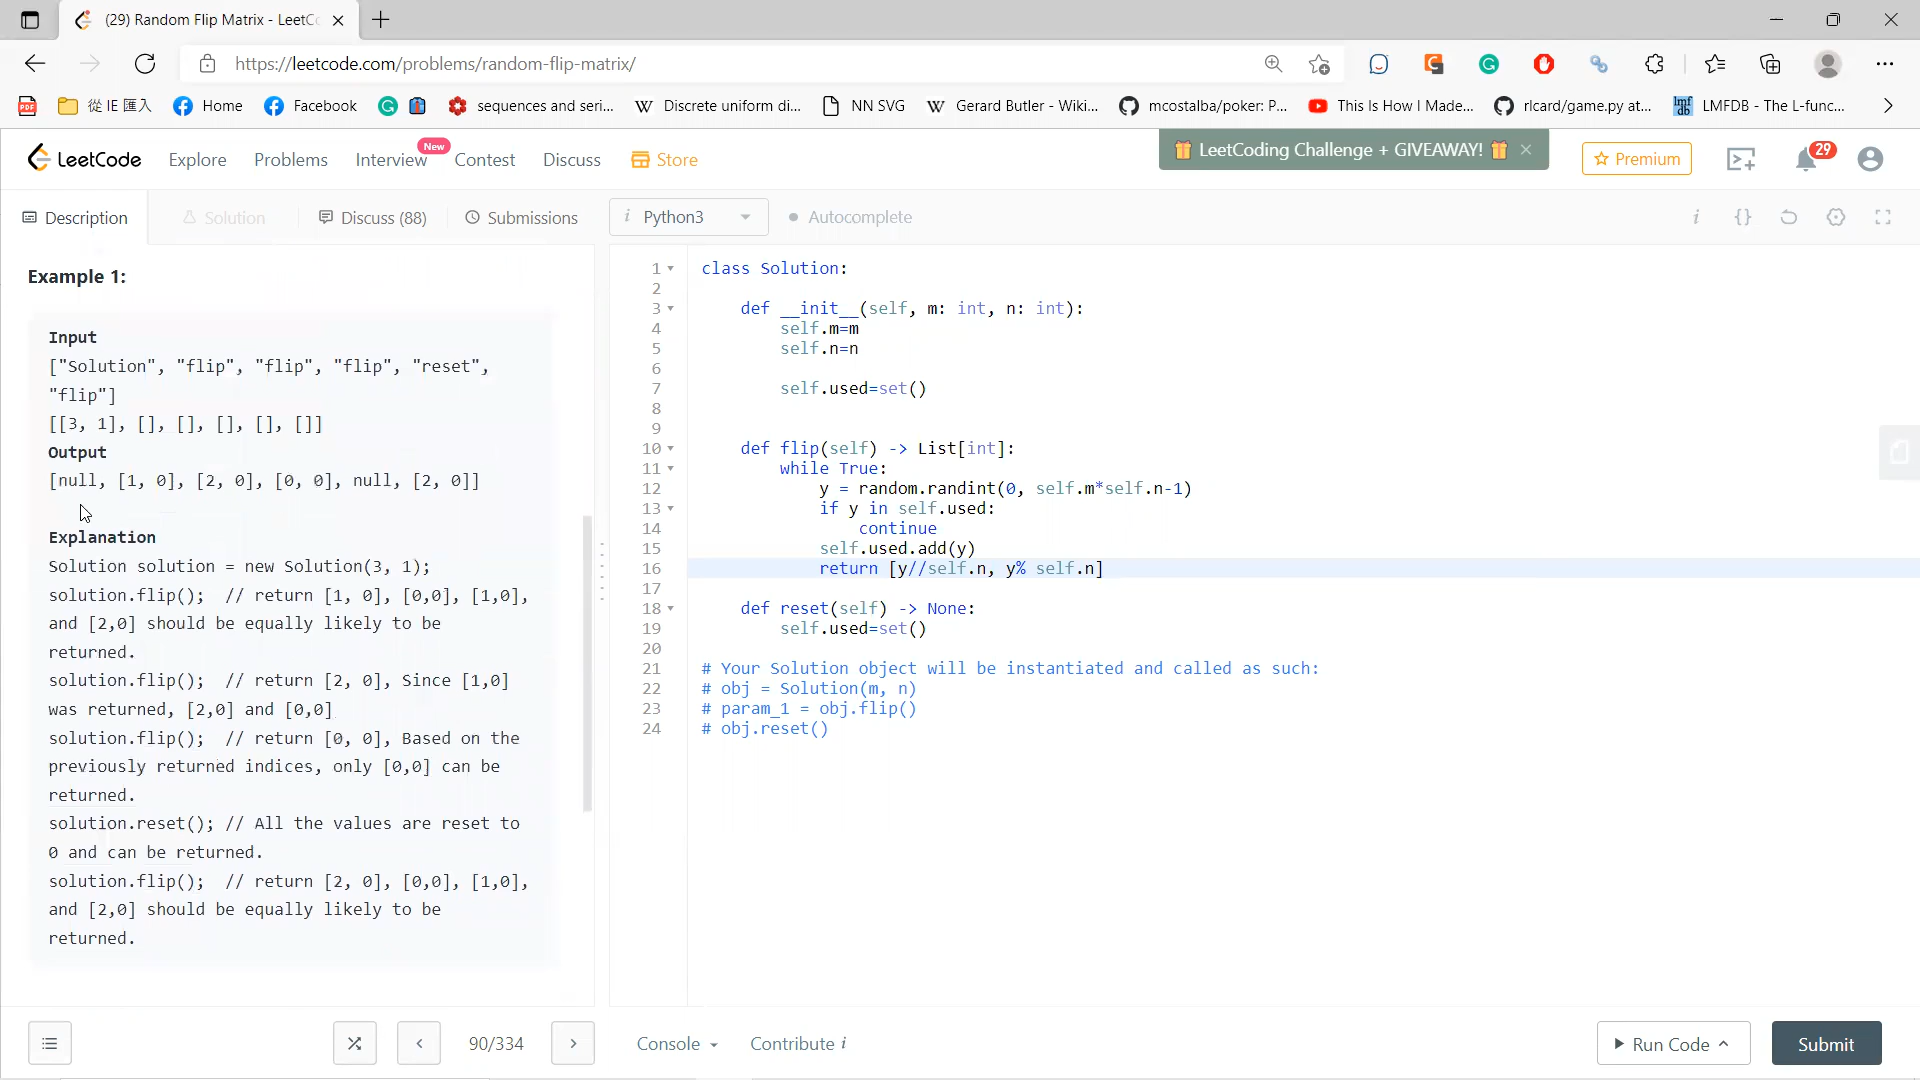 (29) Random Flip Matrix - LeetC
https://leetcode.com/problems/random-flip-matrix/
從 IE 匯入 Home Facebook sequences and seri... Discrete uniform di... NN SVG Gerard Butler - Wiki... mcostalba/poker: P... This Is How I Made... rlcard/game.py at... LMFDB - The L-func...
LeetCode Explore Problems Interview New Contest Discuss Store LeetCoding Challenge + GIVEAWAY! Premium 29
Description Solution Discuss (88) Submissions i Python3 Autocomplete i {}
Example 1:
Input
["Solution", "flip", "flip", "flip", "reset",
"flip"]
[[3, 1], [], [], [], [], []]
Output
[null, [1, 0], [2, 0], [0, 0], null, [2, 0]]
Explanation
Solution solution = new Solution(3, 1);
solution.flip();  // return [1, 0], [0,0], [1,0],
and [2,0] should be equally likely to be
returned.
solution.flip();  // return [2, 0], Since [1,0]
was returned, [2,0] and [0,0]
solution.flip();  // return [0, 0], Based on the
previously returned indices, only [0,0] can be
returned.
solution.reset(); // All the values are reset to
0 and can be returned.
solution.flip();  // return [2, 0], [0,0], [1,0],
and [2,0] should be equally likely to be
returned.
1 class Solution:
2
3     def __init__(self, m: int, n: int):
4         self.m=m
5         self.n=n
6
7         self.used=set()
8
9
10     def flip(self) -> List[int]:
11         while True:
12             y = random.randint(0, self.m*self.n-1)
13             if y in self.used:
14                 continue
15             self.used.add(y)
16             return [y//self.n, y% self.n]
17
18     def reset(self) -> None:
19         self.used=set()
20
21 # Your Solution object will be instantiated and called as such:
22 # obj = Solution(m, n)
23 # param_1 = obj.flip()
24 # obj.reset()
90/334 Console Contribute i Run Code Submit